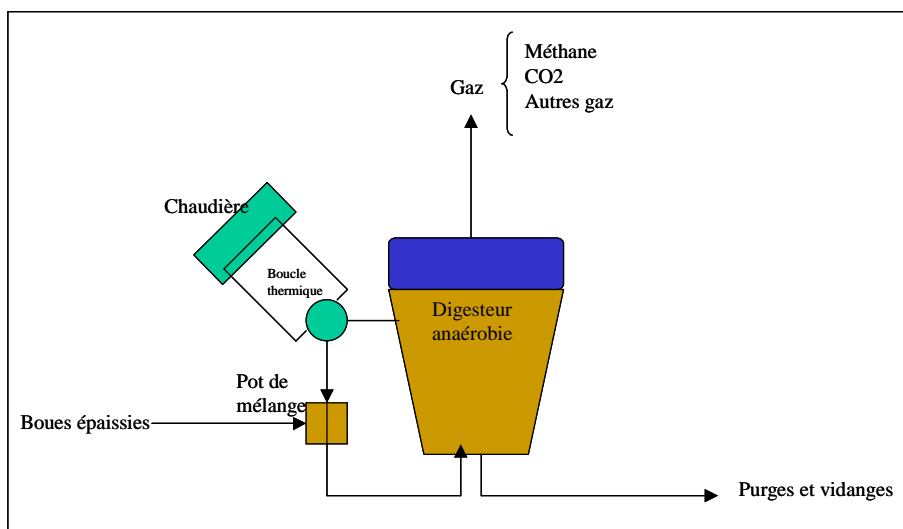 Méthane
CO2
Autres gaz
Gaz
Chaudière
Boucle
thermique
Digesteur
anaérobie
Pot de
mélange
Boues épaissies
Purges et vidanges